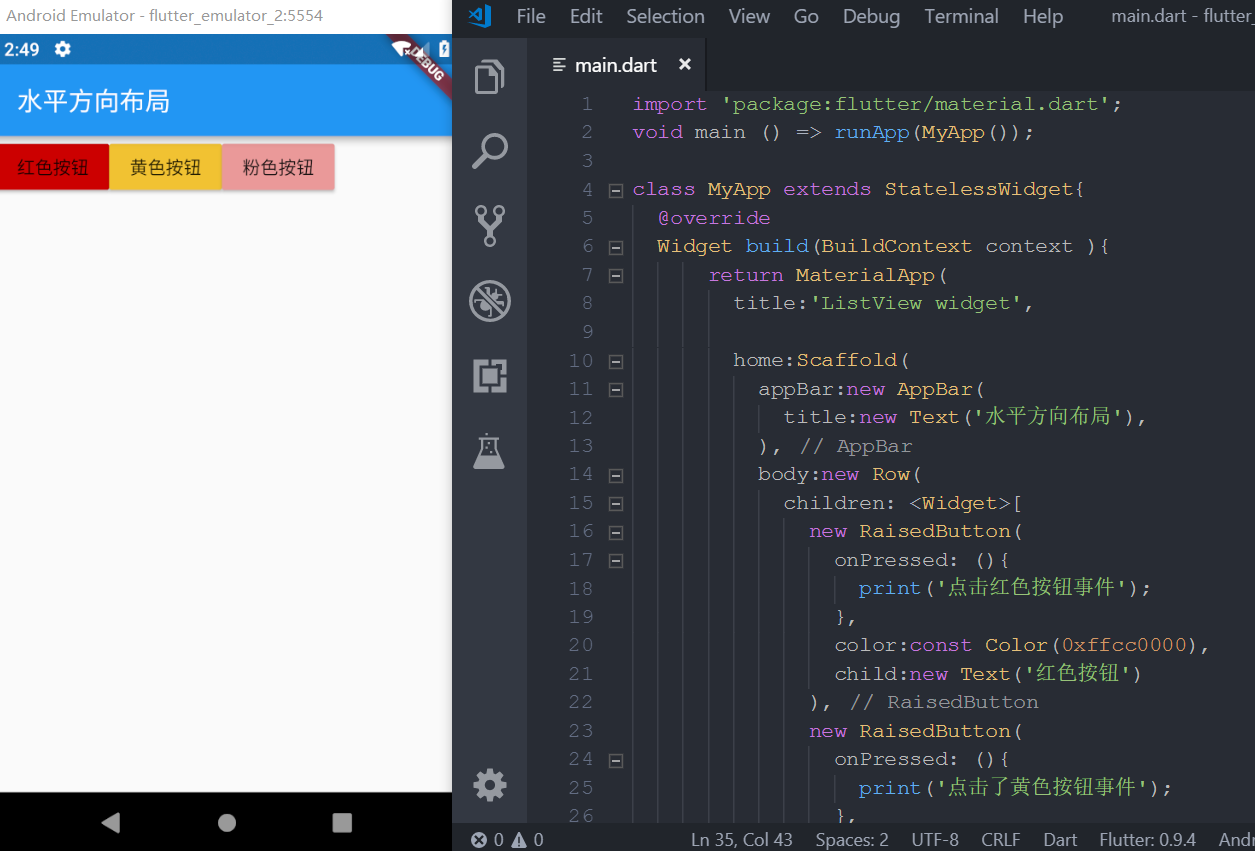 Android Emulator - flutter_emulator_2:5554
2:49
DEBUG
水平方向布局
红色按钮 黄色按钮 粉色按钮
File Edit Selection View Go Debug Terminal Help main.dart - flutter_
main.dart
1 import 'package:flutter/material.dart';
2 void main () => runApp(MyApp());
3
4 class MyApp extends StatelessWidget{
5 @override
6 Widget build(BuildContext context ){
7 return MaterialApp(
8 title:'ListView widget',
9
10 home:Scaffold(
11 appBar:new AppBar(
12 title:new Text('水平方向布局'),
13 ), // AppBar
14 body:new Row(
15 children: <Widget>[
16 new RaisedButton(
17 onPressed: (){
18 print('点击红色按钮事件');
19 },
20 color:const Color(0xffcc0000),
21 child:new Text('红色按钮')
22 ), // RaisedButton
23 new RaisedButton(
24 onPressed: (){
25 print('点击了黄色按钮事件');
26 },
0 0 Ln 35, Col 43 Spaces: 2 UTF-8 CRLF Dart Flutter: 0.9.4 Andr